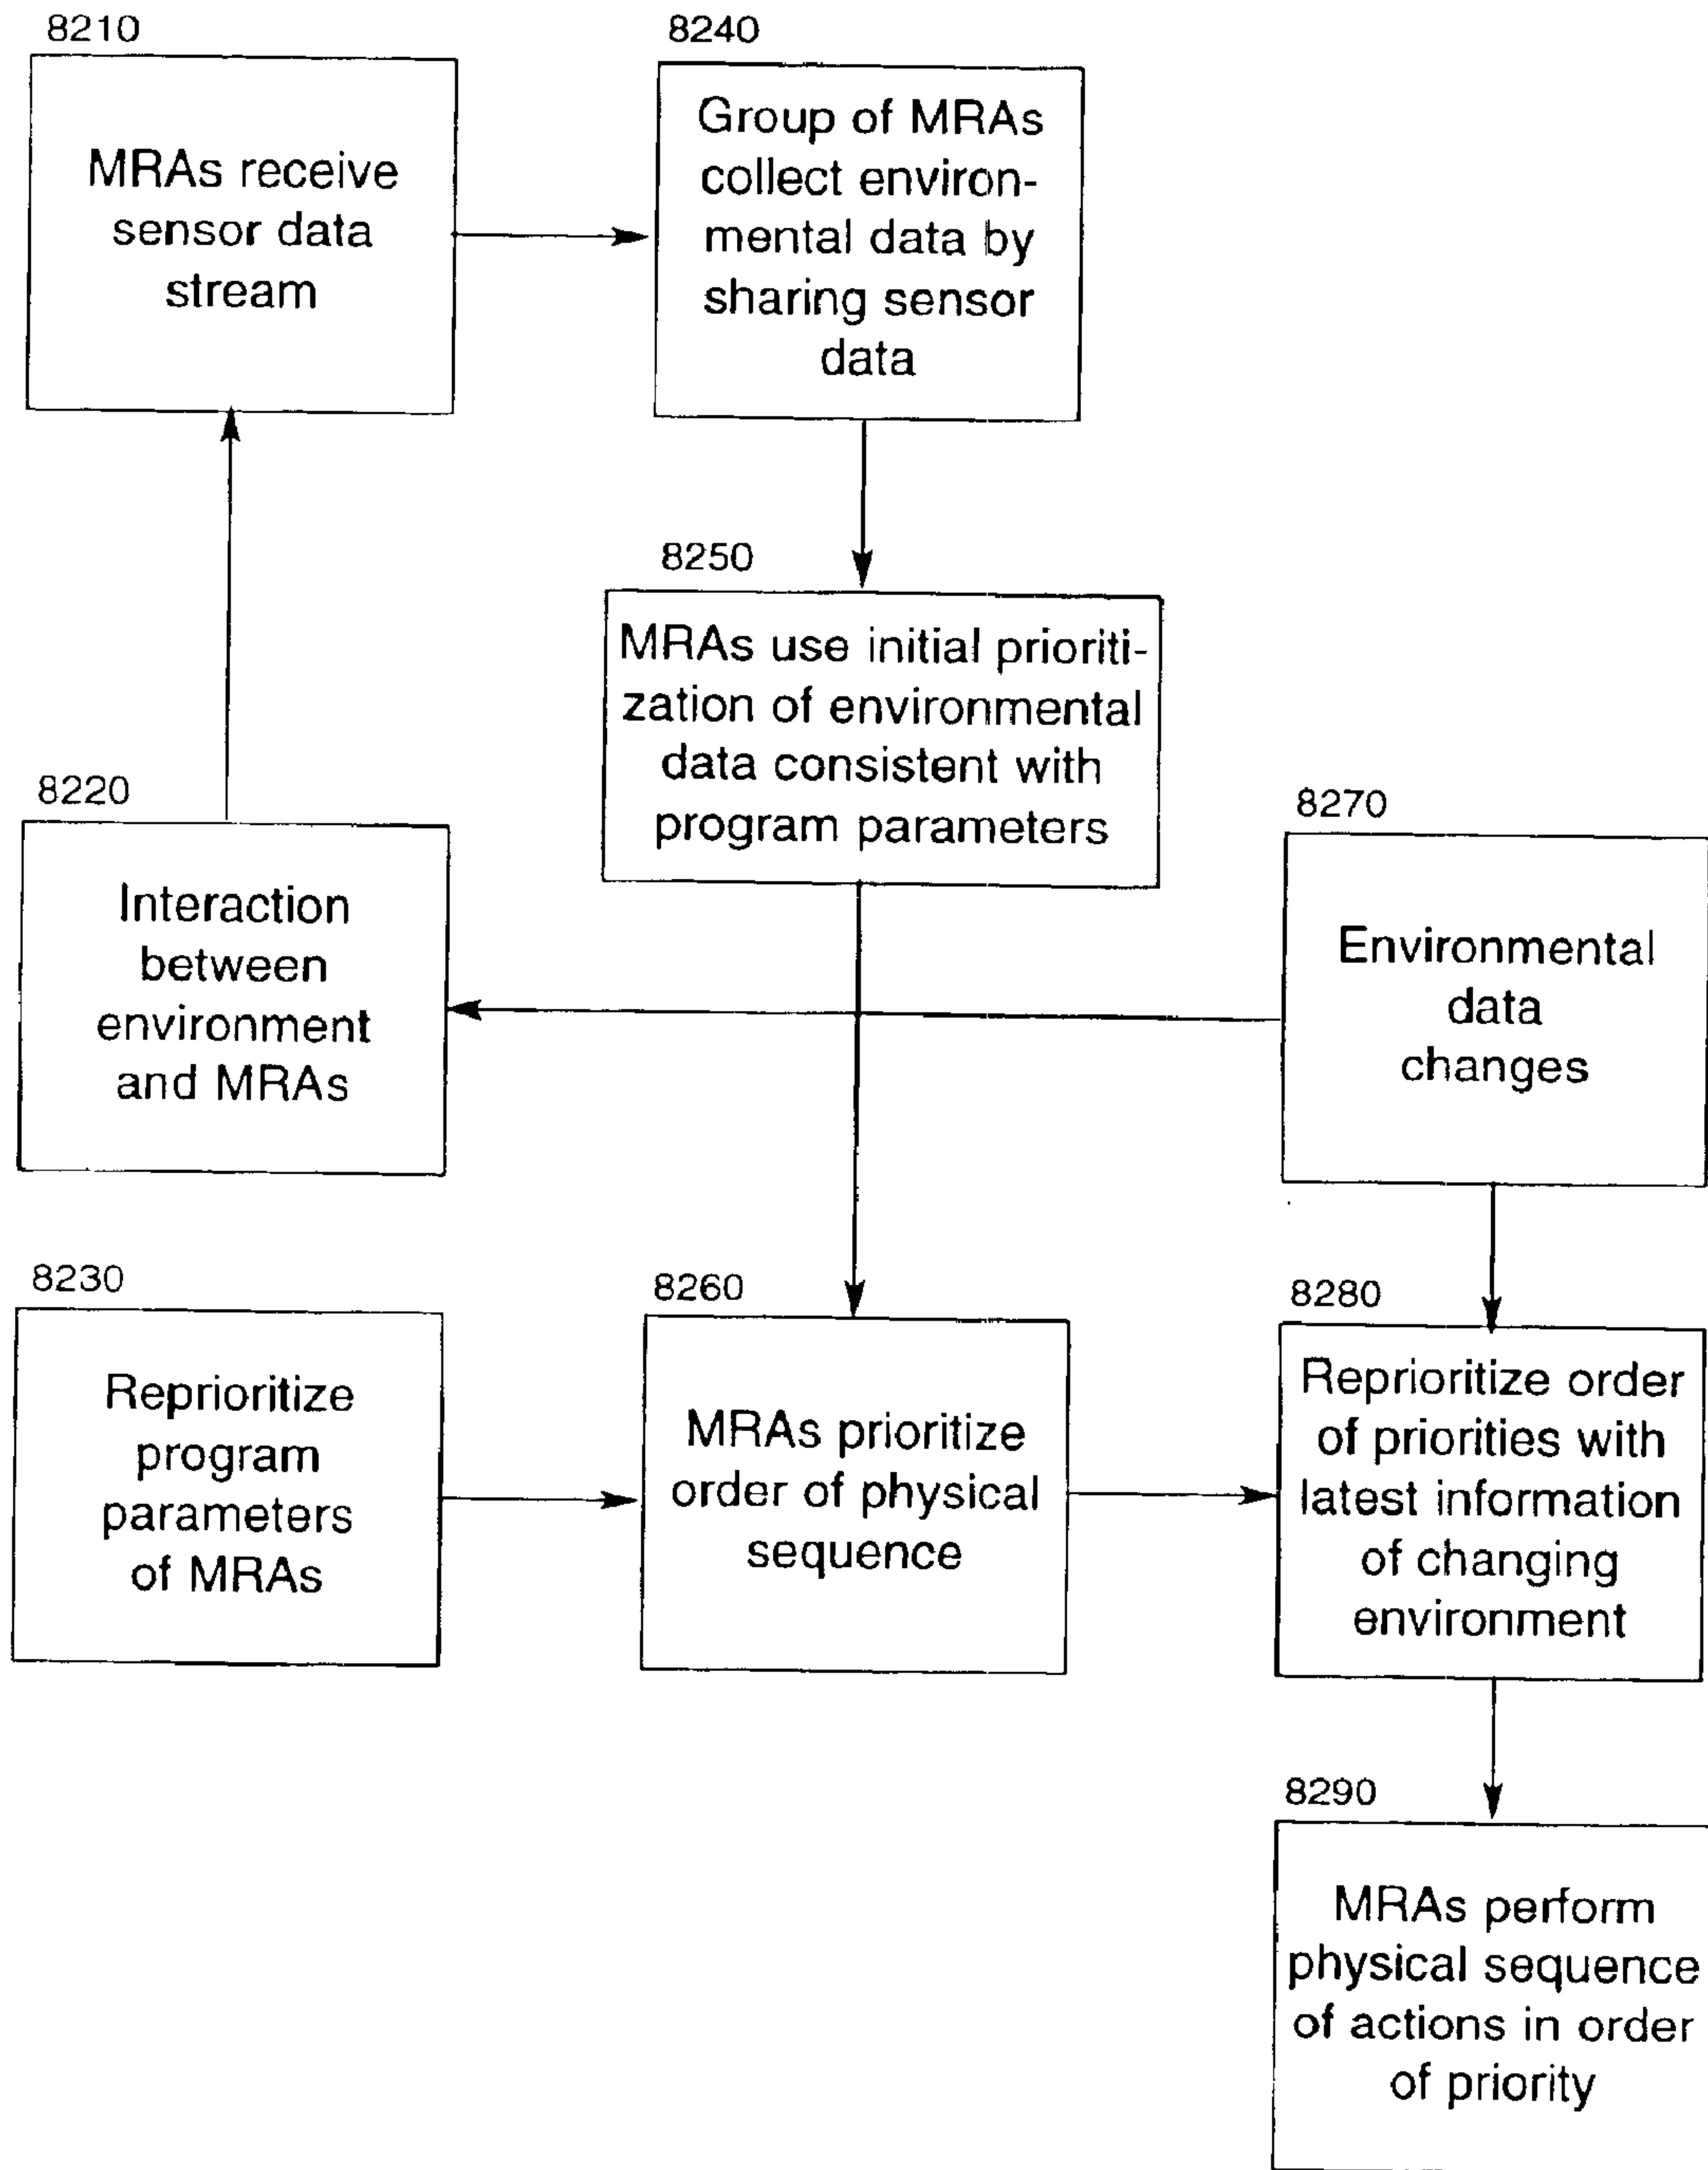 8210
MRAs receive
sensor data
stream
8240
Group of MRAs
collect environ-
mental data by
sharing sensor
data
8250
MRAs use initial prioriti-
zation of environmental
data consistent with
program parameters
8220
Interaction
between
environment
and MRAs
8270
Environmental
data
changes
8230
Reprioritize
program
parameters
of MRAs
8260
MRAs prioritize
order of physical
sequence
8280
Reprioritize order
of priorities with
latest information
of changing
environment
8290
MRAs perform
physical sequence
of actions in order
of priority